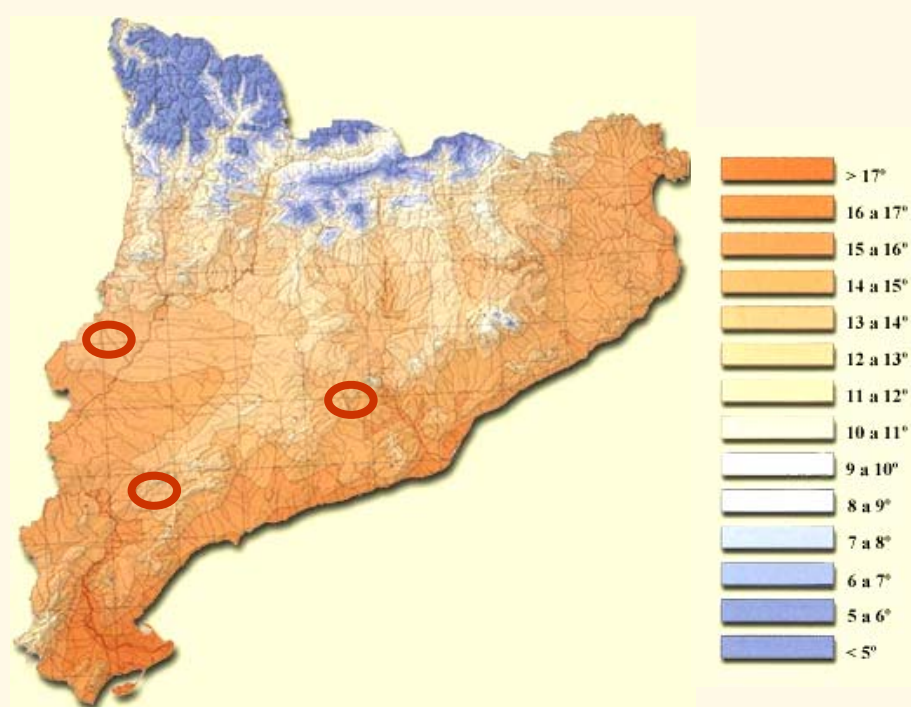 > 17º
16 a 17º
15 a 16º
14 a 15º
13 a 14º
12 a 13º
11 a 12º
10 a 11º
9 a 10º
8 a 9º
7 a 8º
6 a 7º
5 a 6º
< 5º